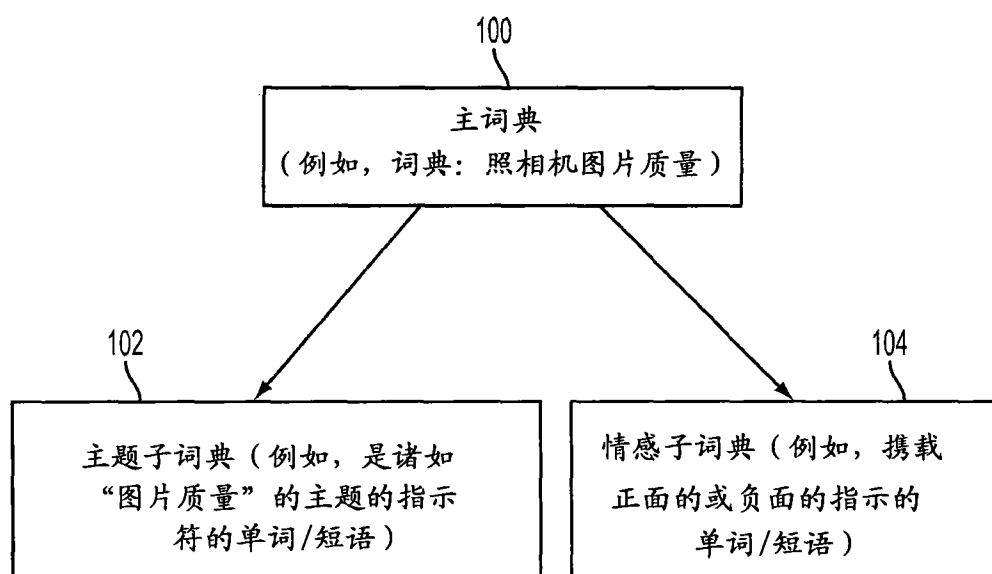 100
主词典
（例如，词典：照相机图片质量）
102
主题子词典（例如，是诸如
“图片质量”的主题的指示
符的单词/短语）
104
情感子词典（例如，携载
正面的或负面的指示的
单词/短语）